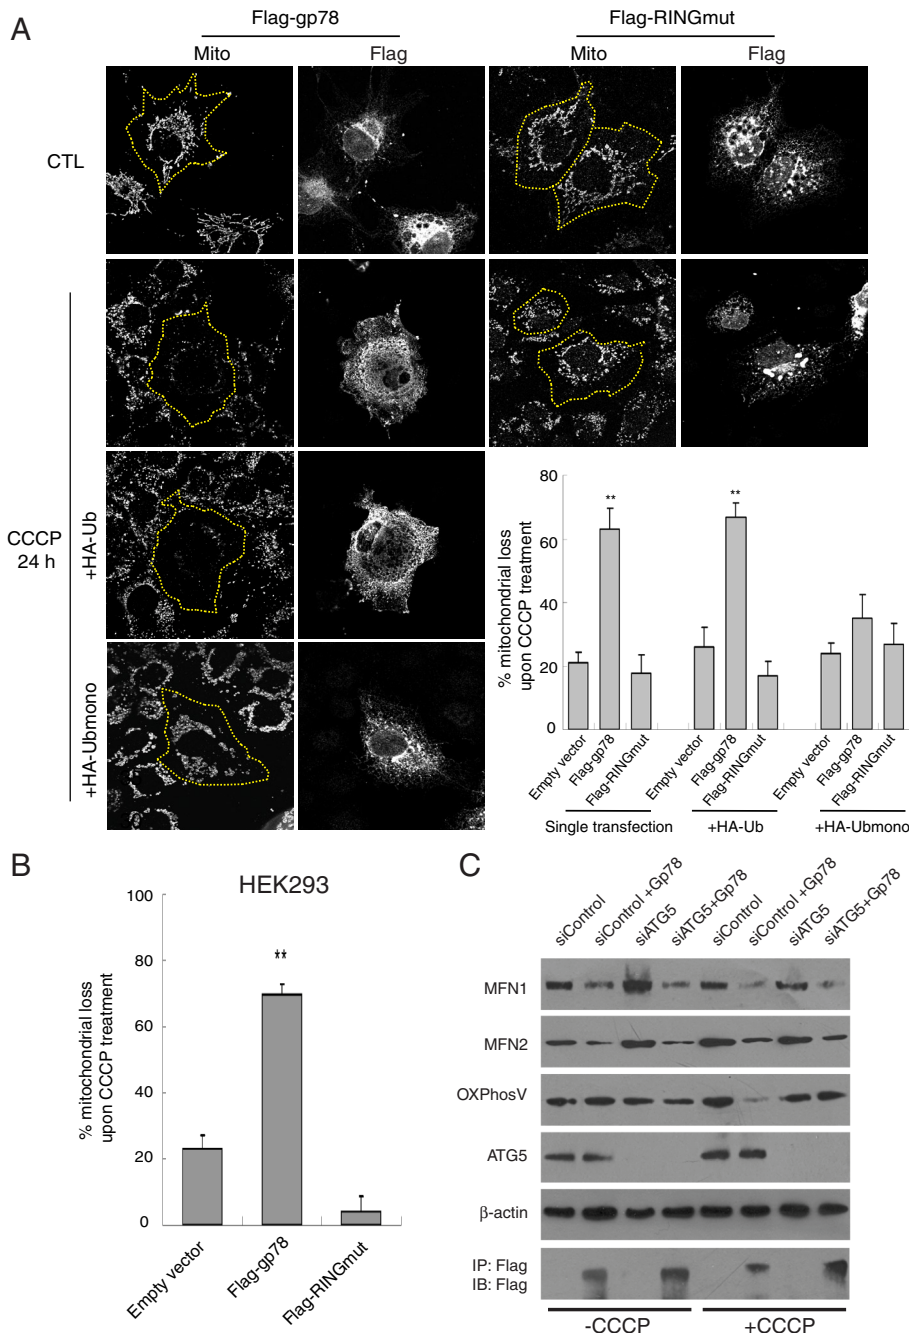 A
Flag-gp78
Flag-RINGmut
Mito
Flag
Mito
Flag
CTL
CCCP
24 h
+HA-Ub
+HA-Ubmono
% mitochondrial loss
upon CCCP treatment
80
60
40
20
0
**
**
Empty vector
Flag-gp78
Flag-RINGmut
Empty vector
Flag-gp78
Flag-RINGmut
Empty vector
Flag-gp78
Flag-RINGmut
Single transfection
+HA-Ub
+HA-Ubmono
B
HEK293
% mitochondrial loss
upon CCCP treatment
100
80
60
40
20
0
**
Empty vector
Flag-gp78
Flag-RINGmut
C
siControl
siControl +Gp78
siATG5
siATG5+Gp78
siControl
siControl +Gp78
siATG5
siATG5+Gp78
MFN1
MFN2
OXPhosV
ATG5
β-actin
IP: Flag
IB: Flag
-CCCP
+CCCP